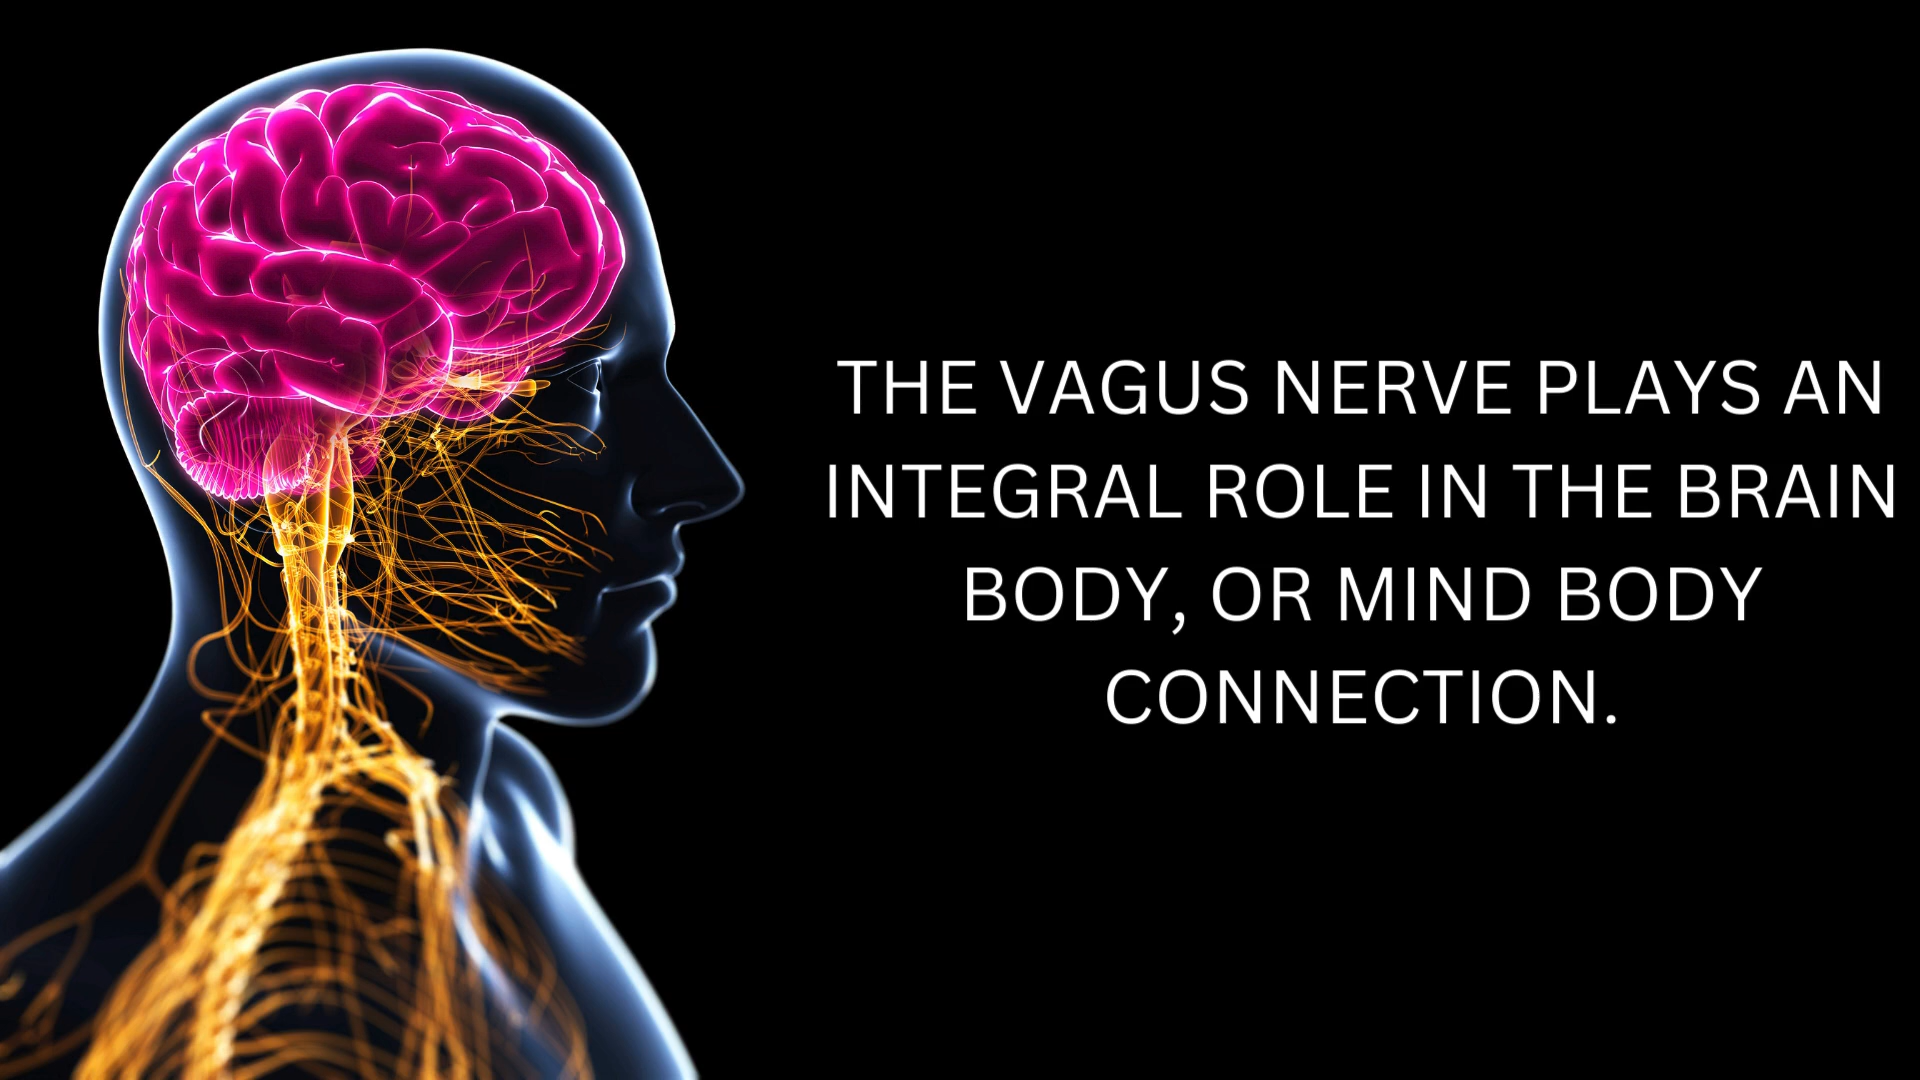 THE VAGUS NERVE PLAYS AN
INTEGRAL ROLE IN THE BRAIN
BODY, OR MIND BODY
CONNECTION.